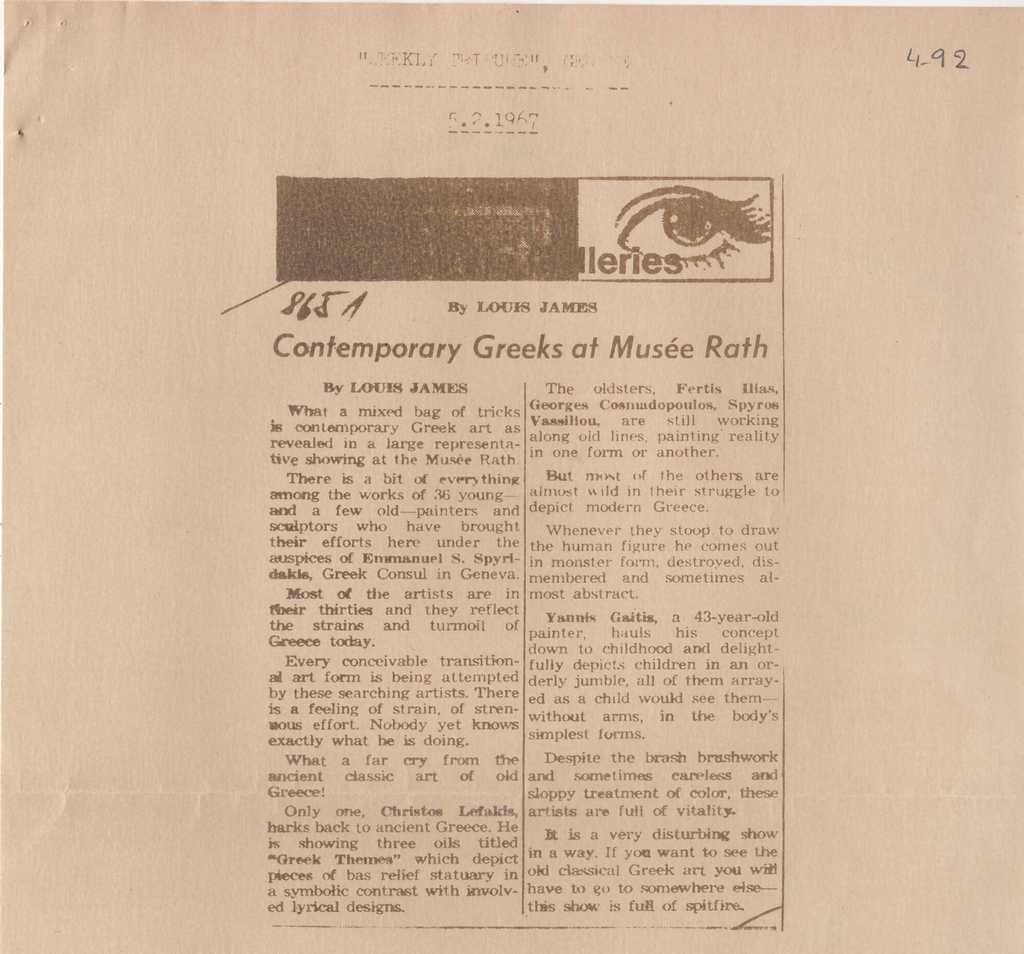 "WEEKLY TRIBUNE",
4-92
5.2.1967
lleries
8651
By LOUIS JAMES
Contemporary Greeks at Musée Rath
By LOUIS JAMES
What a mixed bag of tricks
is contemporary Greek art as
revealed in a large representa-
tive showing at the Musée Rath.
There is a bit of everything
among the works of 36 young—
and a few old—painters and
sculptors who have brought
their efforts here under the
auspices of Emmanuel S. Spyri-
dakis, Greek Consul in Geneva.
Most of the artists are in
their thirties and they reflect
the strains and turmoil of
Greece today.
Every conceivable transition-
al art form is being attempted
by these searching artists. There
is a feeling of strain, of stren-
uous effort. Nobody yet knows
exactly what he is doing.
What a far cry from the
ancient classic art of old
Greece!
Only one, Christos Lefakis,
harks back to ancient Greece. He
is showing three oils titled
"Greek Themes" which depict
pieces of bas relief statuary in
a symbolic contrast with involv-
ed lyrical designs.
The oldsters, Fertis Ilias,
Georges Cosmadopoulos, Spyros
Vassiliou, are still working
along old lines, painting reality
in one form or another.
But most of the others are
almost wild in their struggle to
depict modern Greece.
Whenever they stoop to draw
the human figure he comes out
in monster form, destroyed, dis-
membered and sometimes al-
most abstract.
Yannis Gaitis, a 43-year-old
painter, hauls his concept
down to childhood and delight-
fully depicts children in an or-
derly jumble, all of them array-
ed as a child would see them—
without arms, in the body's
simplest forms.
Despite the brash brushwork
and sometimes careless and
sloppy treatment of color, these
artists are full of vitality.
It is a very disturbing show
in a way. If you want to see the
old classical Greek art you will
have to go to somewhere else—
this show is full of spitfire.